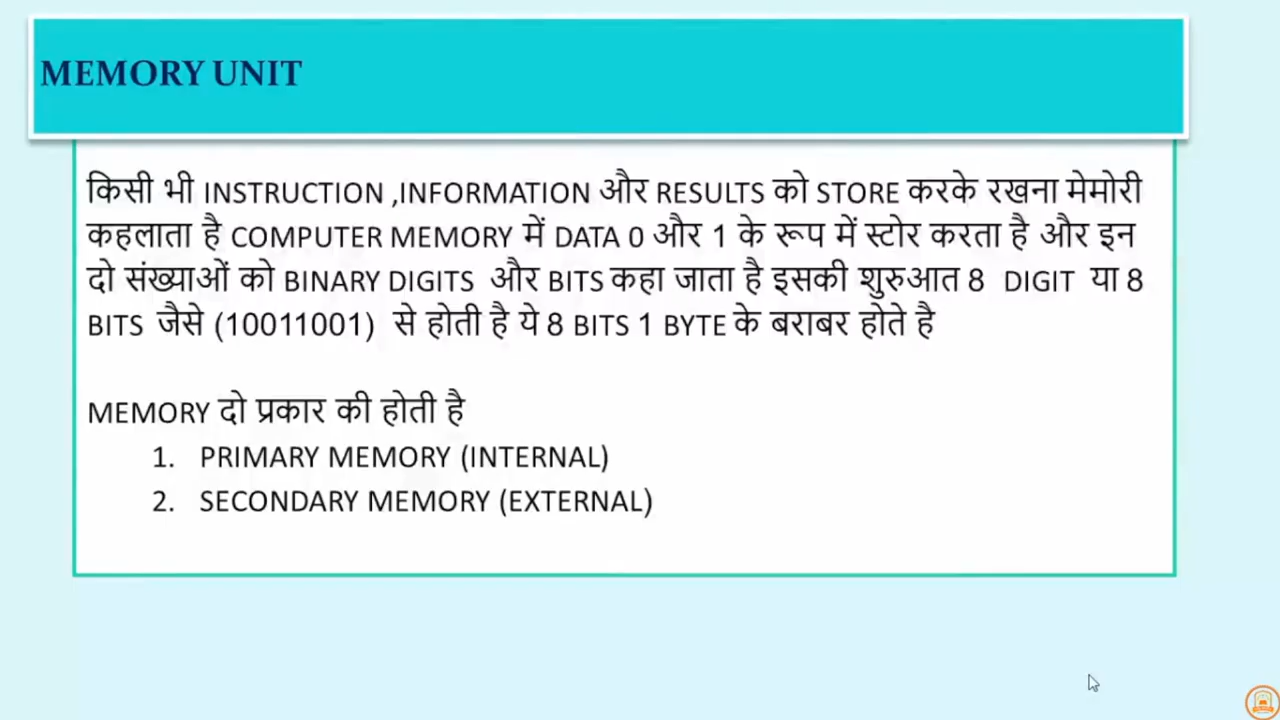 MEMORY UNIT
किसी भी INSTRUCTION ,INFORMATION और RESULTS को STORE करके रखना मेमोरी
कहलाता है COMPUTER MEMORY में DATA 0 और 1 के रूप में स्टोर करता है और इन
दो संख्याओं को BINARY DIGITS और BITS कहा जाता है इसकी शुरुआत 8 DIGIT या 8
BITS जैसे (10011001) से होती है ये 8 BITS 1 BYTE के बराबर होते है
MEMORY दो प्रकार की होती है
1. PRIMARY MEMORY (INTERNAL)
2. SECONDARY MEMORY (EXTERNAL)